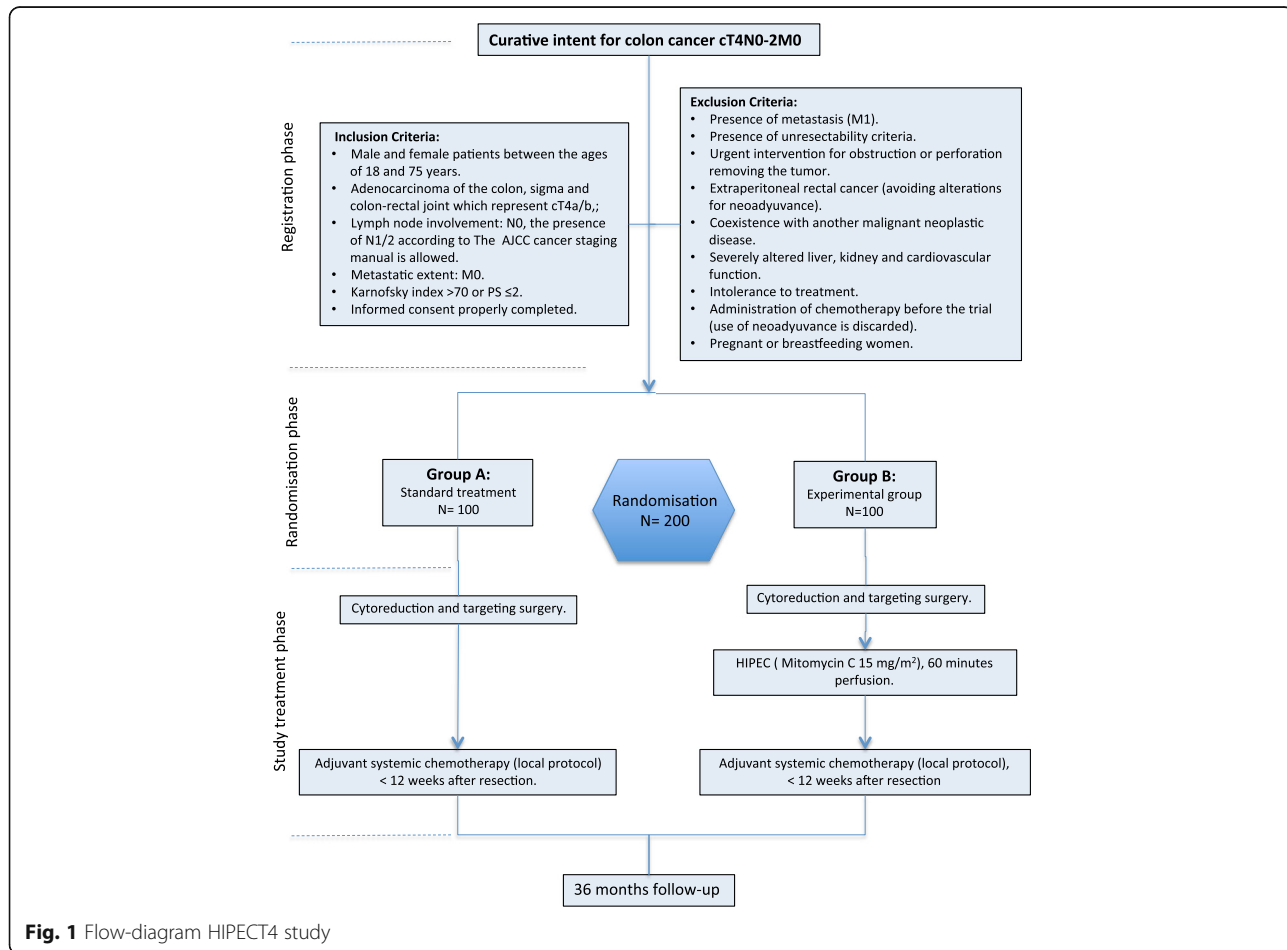 Curative intent for colon cancer cT4N0-2M0
Registration phase
Inclusion Criteria:
• Male and female patients between the ages
of 18 and 75 years.
• Adenocarcinoma of the colon, sigma and
colon-rectal joint which represent cT4a/b,;
• Lymph node involvement: N0, the presence
of N1/2 according to The AJCC cancer staging
manual is allowed.
• Metastatic extent: M0.
• Karnofsky index >70 or PS ≤2.
• Informed consent properly completed.
Exclusion Criteria:
• Presence of metastasis (M1).
• Presence of unresectability criteria.
• Urgent intervention for obstruction or perforation
removing the tumor.
• Extraperitoneal rectal cancer (avoiding alterations
for neoadyuvance).
• Coexistence with another malignant neoplastic
disease.
• Severely altered liver, kidney and cardiovascular
function.
• Intolerance to treatment.
• Administration of chemotherapy before the trial
(use of neoadyuvance is discarded).
• Pregnant or breastfeeding women.
Randomisation phase
Group A:
Standard treatment
N= 100
Randomisation
N= 200
Group B:
Experimental group
N=100
Study treatment phase
Cytoreduction and targeting surgery.
Cytoreduction and targeting surgery.
HIPEC ( Mitomycin C 15 mg/m²), 60 minutes
perfusion.
Adjuvant systemic chemotherapy (local protocol)
< 12 weeks after resection.
Adjuvant systemic chemotherapy (local protocol),
< 12 weeks after resection
36 months follow-up
Fig. 1 Flow-diagram HIPECT4 study